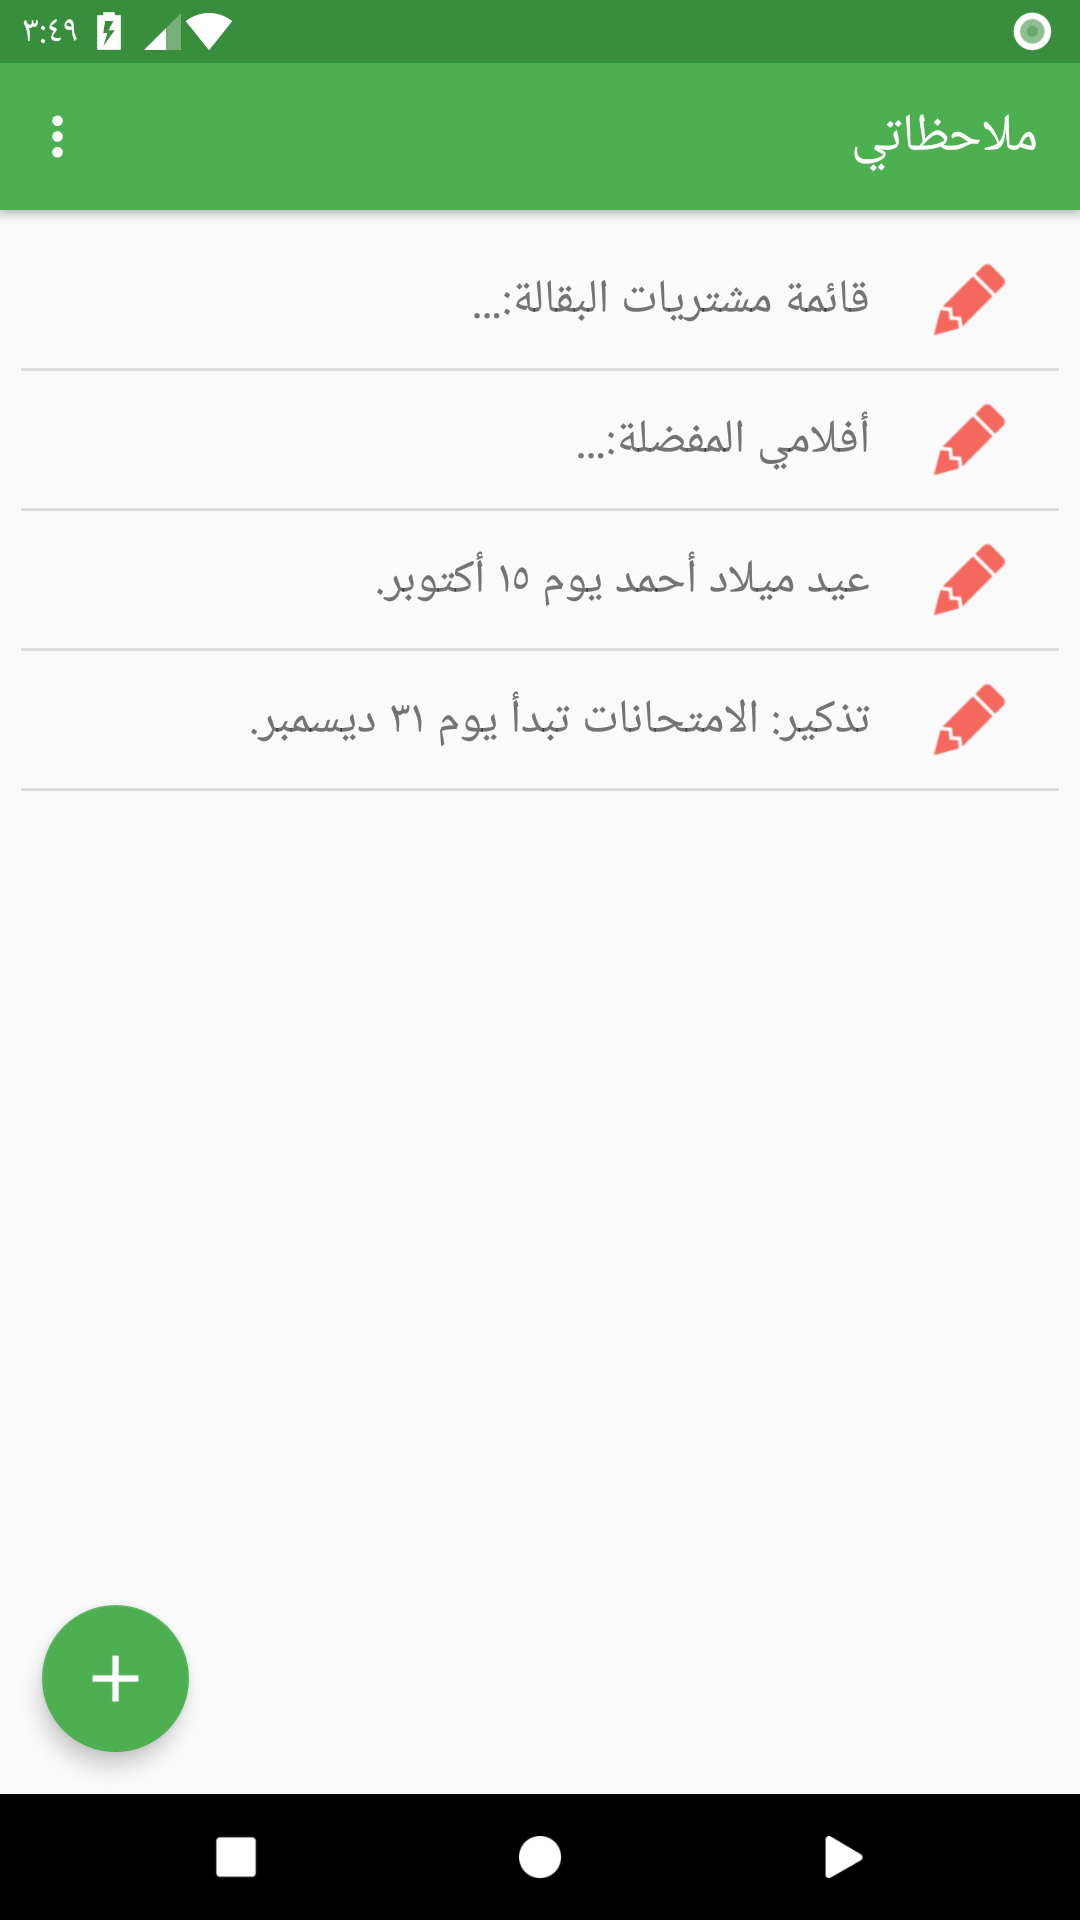 ٣:٤٩
ملاحظاتي
قائمة مشتريات البقالة:...
أفلامي المفضلة:...
عيد ميلاد أحمد يوم ١٥ أكتوبر.
تذكير: الامتحانات تبدأ يوم ٣١ ديسمبر.